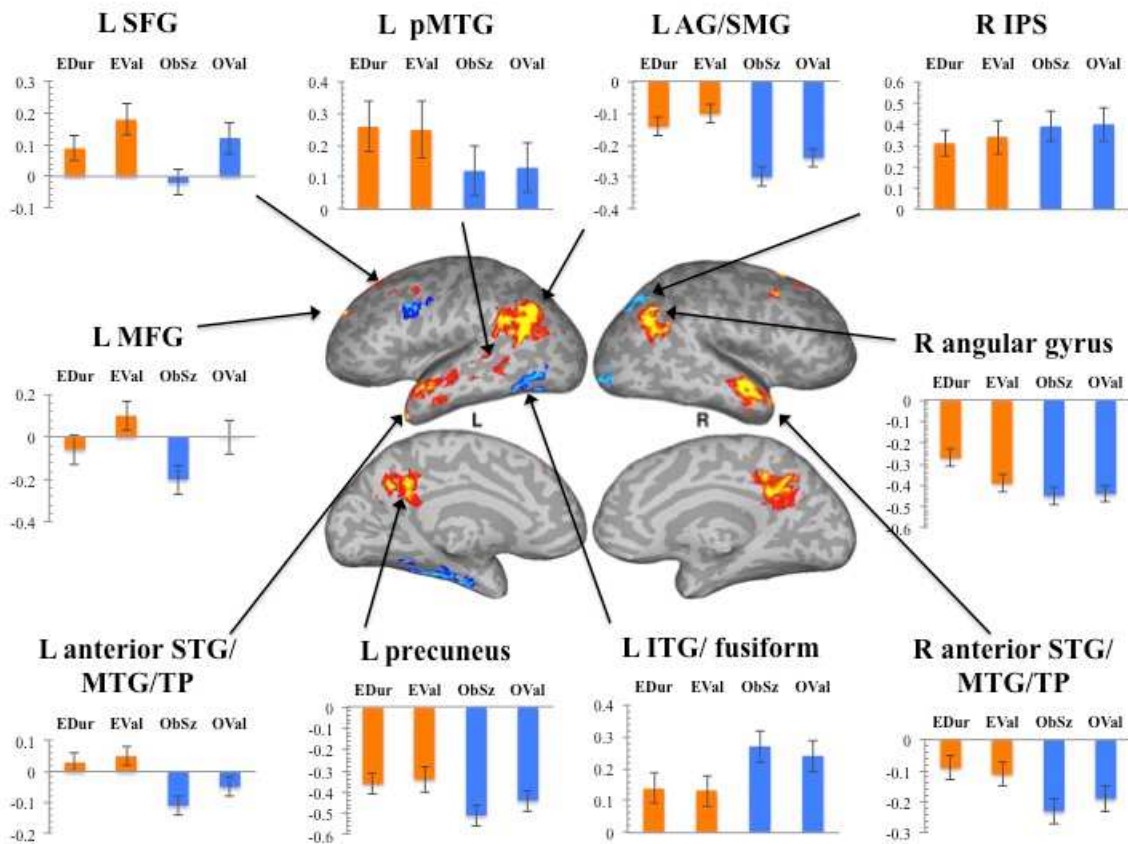 L SFG
EDur EVal ObSz OVal
0.3
0.2
0.1
0
-0.1
L pMTG
EDur EVal ObSz OVal
0.4
0.3
0.2
0.1
0
L AG/SMG
EDur EVal ObSz OVal
0
-0.1
-0.2
-0.3
-0.4
R IPS
EDur EVal ObSz OVal
0.6
0.5
0.4
0.3
0.2
0.1
0
L MFG
EDur EVal ObSz OVal
0.2
0
-0.2
-0.4
L
R
R angular gyrus
EDur EVal ObSz OVal
0
-0.1
-0.2
-0.3
-0.4
-0.5
-0.6
L anterior STG/
MTG/TP
EDur EVal ObSz OVal
0.1
0
-0.1
-0.2
L precuneus
EDur EVal ObSz OVal
0
-0.1
-0.2
-0.3
-0.4
-0.5
-0.6
L ITG/ fusiform
EDur EVal ObSz OVal
0.4
0.3
0.2
0.1
0
R anterior STG/
MTG/TP
EDur EVal ObSz OVal
0
-0.1
-0.2
-0.3